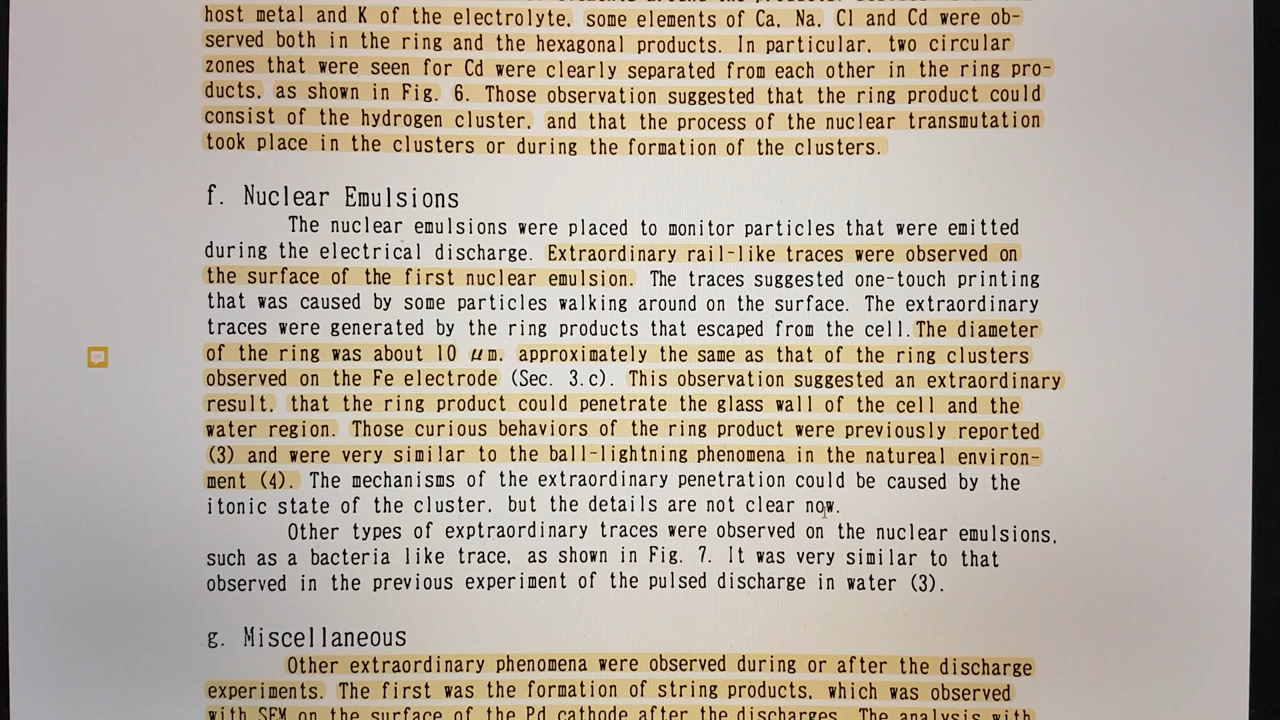 host metal and K of the electrolyte, some elements of Ca, Na, Cl and Cd were ob-
served both in the ring and the hexagonal products. In particular, two circular
zones that were seen for Cd were clearly separated from each other in the ring pro-
ducts, as shown in Fig. 6. Those observation suggested that the ring product could
consist of the hydrogen cluster, and that the process of the nuclear transmutation
took place in the clusters or during the formation of the clusters.
f. Nuclear Emulsions
The nuclear emulsions were placed to monitor particles that were emitted
during the electrical discharge. Extraordinary rail-like traces were observed on
the surface of the first nuclear emulsion. The traces suggested one-touch printing
that was caused by some particles walking around on the surface. The extraordinary
traces were generated by the ring products that escaped from the cell. The diameter
of the ring was about 10 μm, approximately the same as that of the ring clusters
observed on the Fe electrode (Sec. 3.c). This observation suggested an extraordinary
result, that the ring product could penetrate the glass wall of the cell and the
water region. Those curious behaviors of the ring product were previously reported
(3) and were very similar to the ball-lightning phenomena in the natureal environ-
ment (4). The mechanisms of the extraordinary penetration could be caused by the
itonic state of the cluster, but the details are not clear now.
Other types of exptraordinary traces were observed on the nuclear emulsions,
such as a bacteria like trace, as shown in Fig. 7. It was very similar to that
observed in the previous experiment of the pulsed discharge in water (3).
g. Miscellaneous
Other extraordinary phenomena were observed during or after the discharge
experiments. The first was the formation of string products, which was observed
with SEM on the surface of the Pd cathode after the discharges. The analysis with